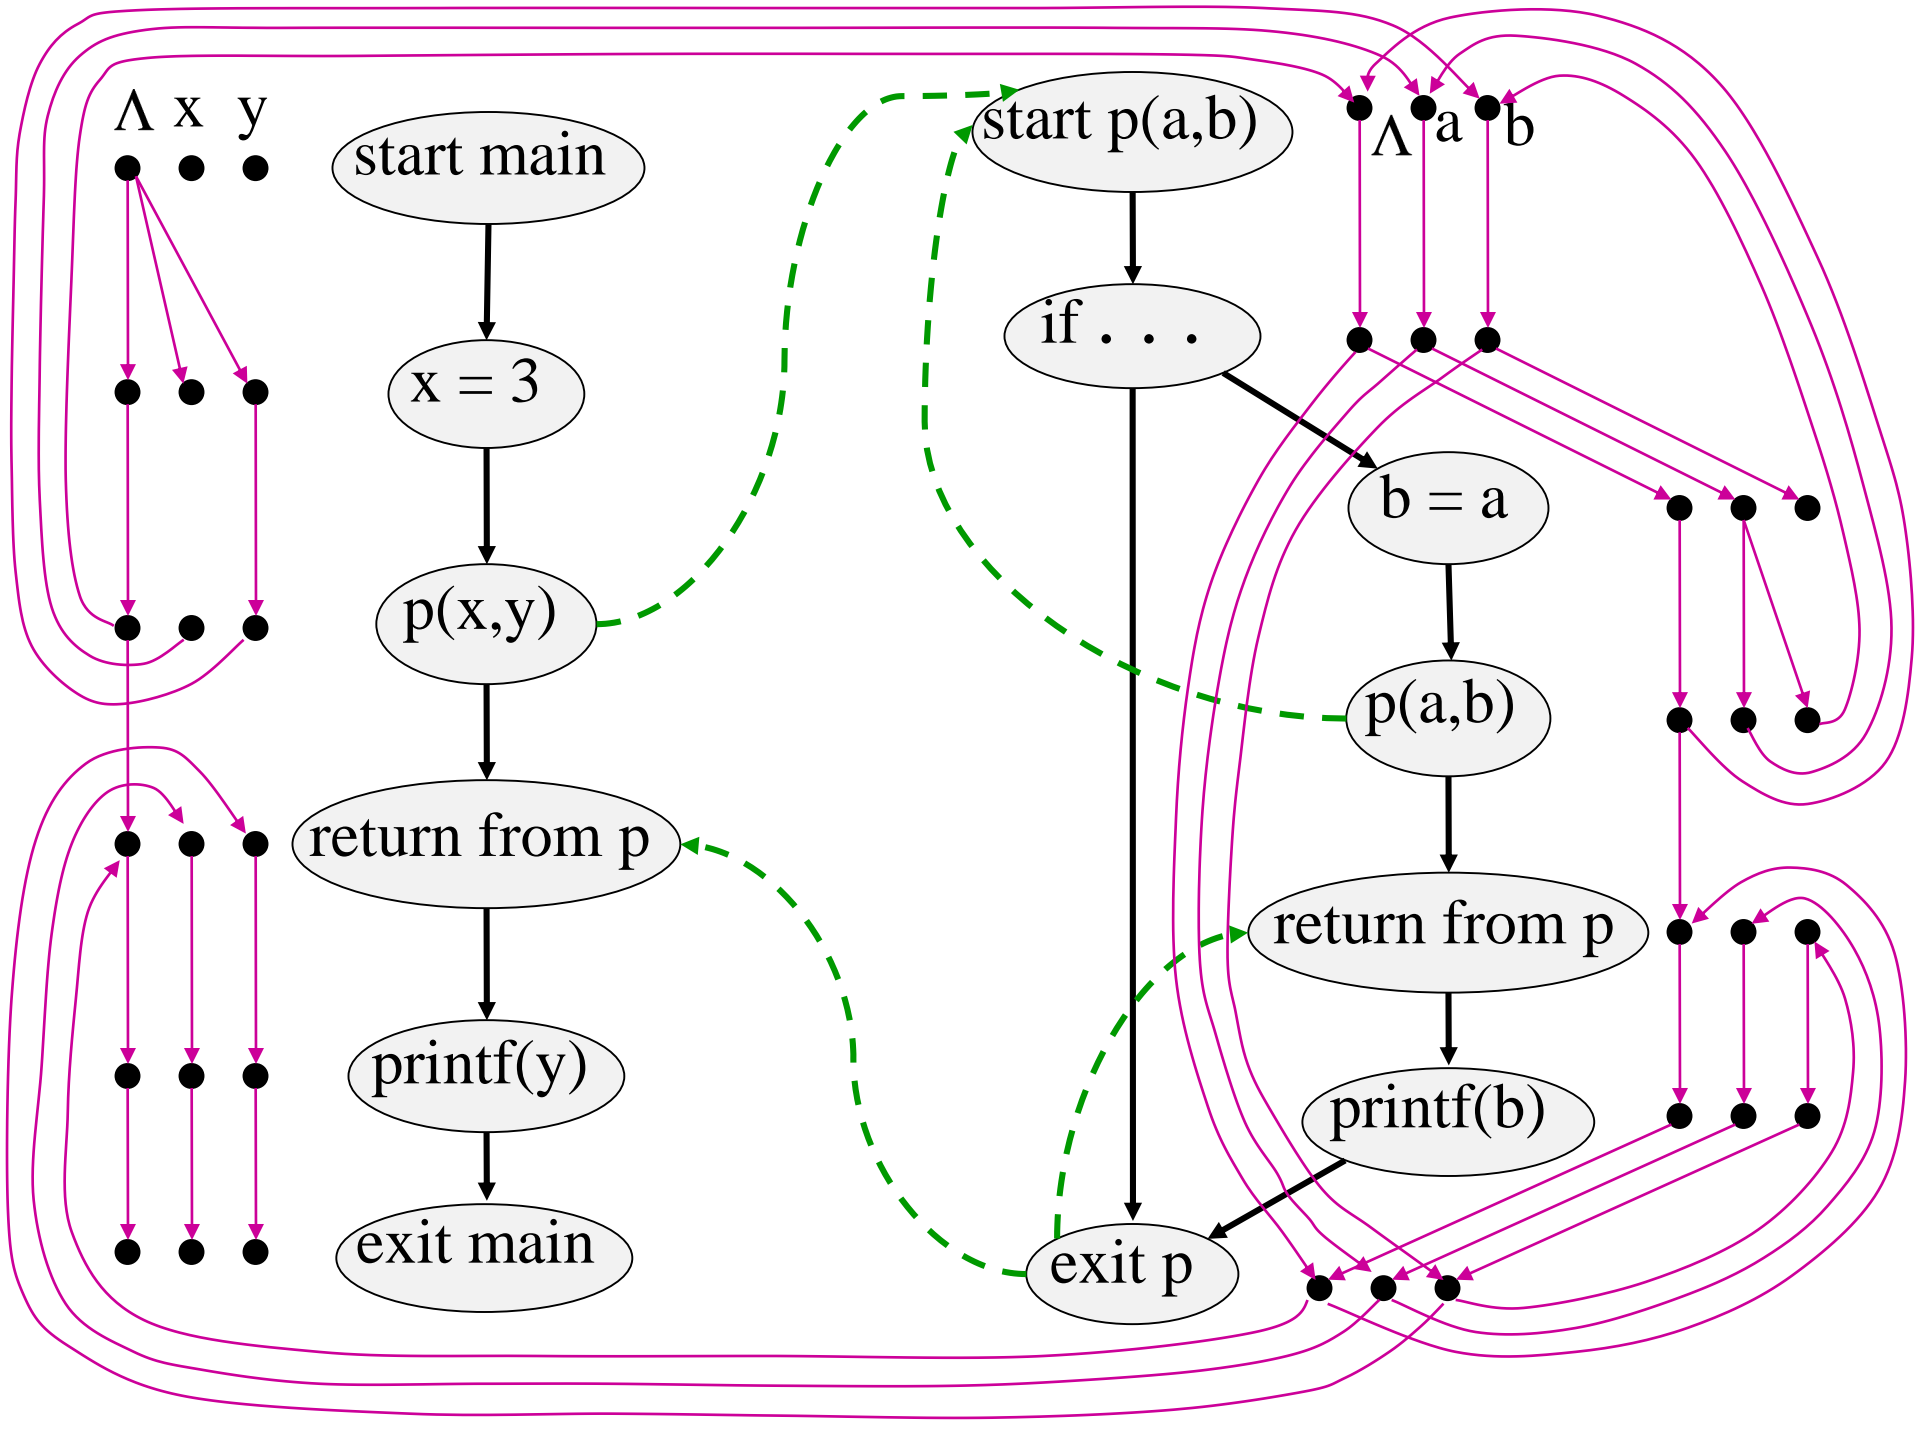 Λ x y
start main
x = 3
p(x,y)
return from p
printf(y)
exit main
start p(a,b)
if . . .
b = a
p(a,b)
return from p
printf(b)
exit p
Λ a b